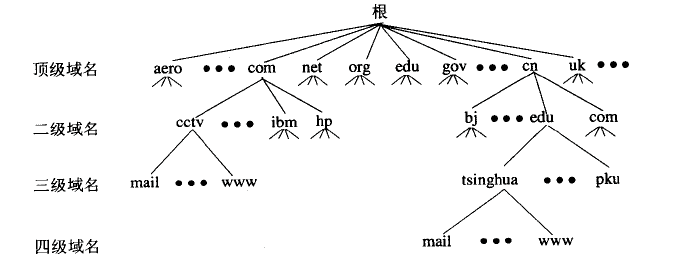 根
顶级域名 aero ••• com net org edu gov ••• cn uk •••
二级域名 cctv ••• ibm hp bj ••• edu com
三级域名 mail ••• www tsinghua ••• pku
四级域名 mail ••• www